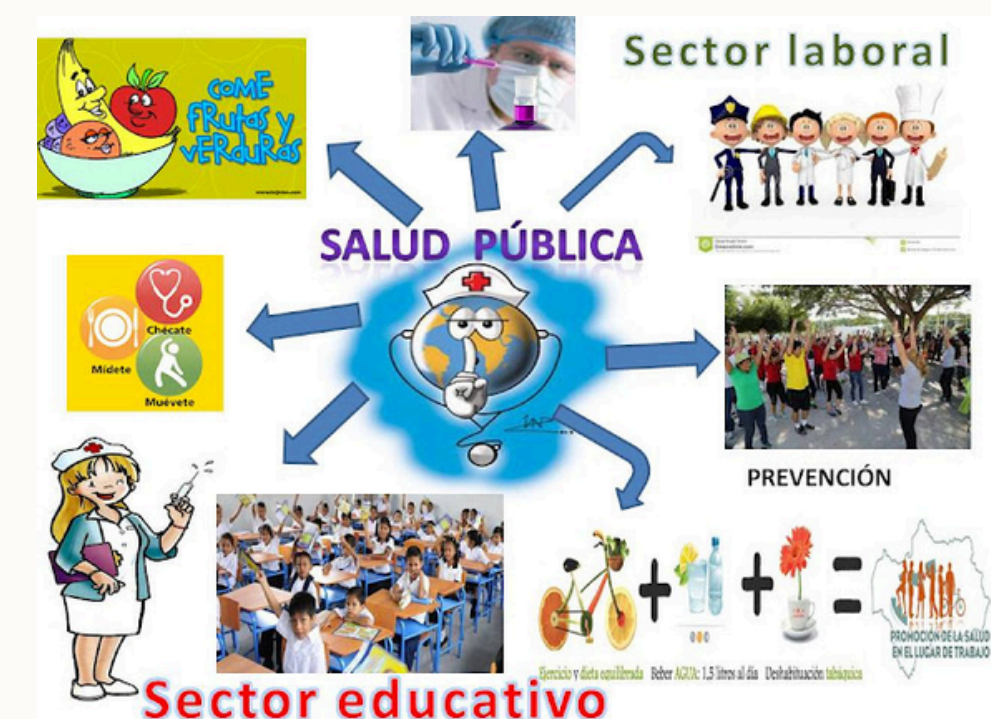 COME
FRutas y
vERduRas
Sector laboral
SALUD PÚBLICA
Chécate
Mídete
Muévete
PREVENCIÓN
+ + =
PROMOCIÓN DE LA SALUD
EN EL LUGAR DE TRABAJO
Ejercicio y dieta equilibrada Beber AGUA: 1,5 litros al día Deshabituación tabáquica
Sector educativo